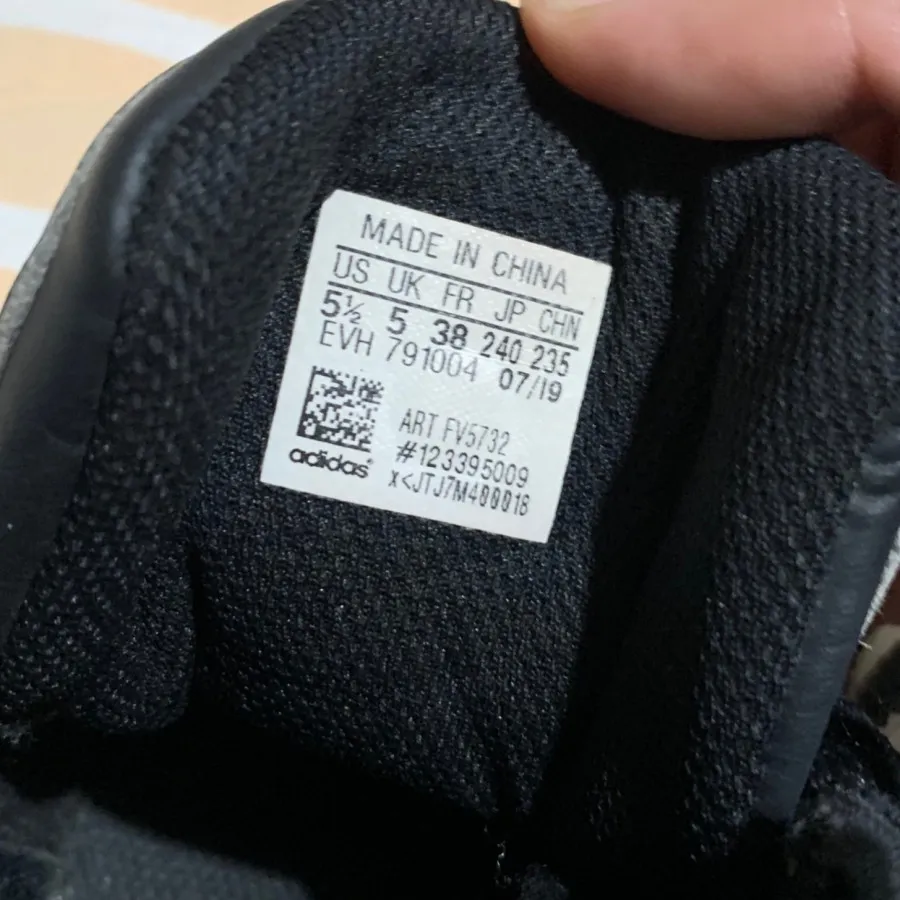 MADE IN CHINA
US UK FR JP CHN
5½ 5 38 240 235
EVH 791004 07/19
ART FV5732
#123395009
x<JTJ7M400018
adidas